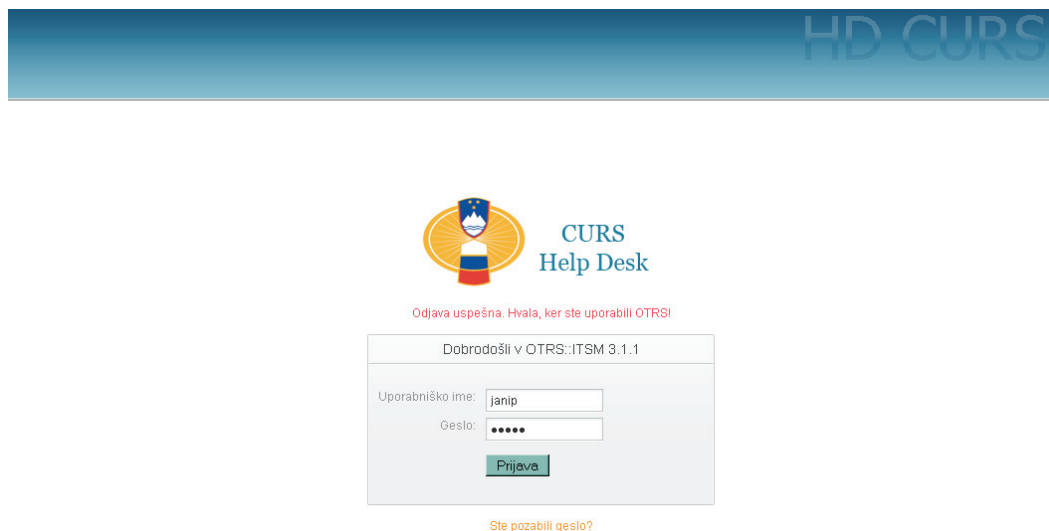 HD CURS
CURS
Help Desk
Odjava uspešna. Hvala, ker ste uporabili OTRS!
Dobrodošli v OTRS::ITSM 3.1.1
Uporabniško ime: janip
Geslo: •••••
Prijava
Ste pozabili geslo?